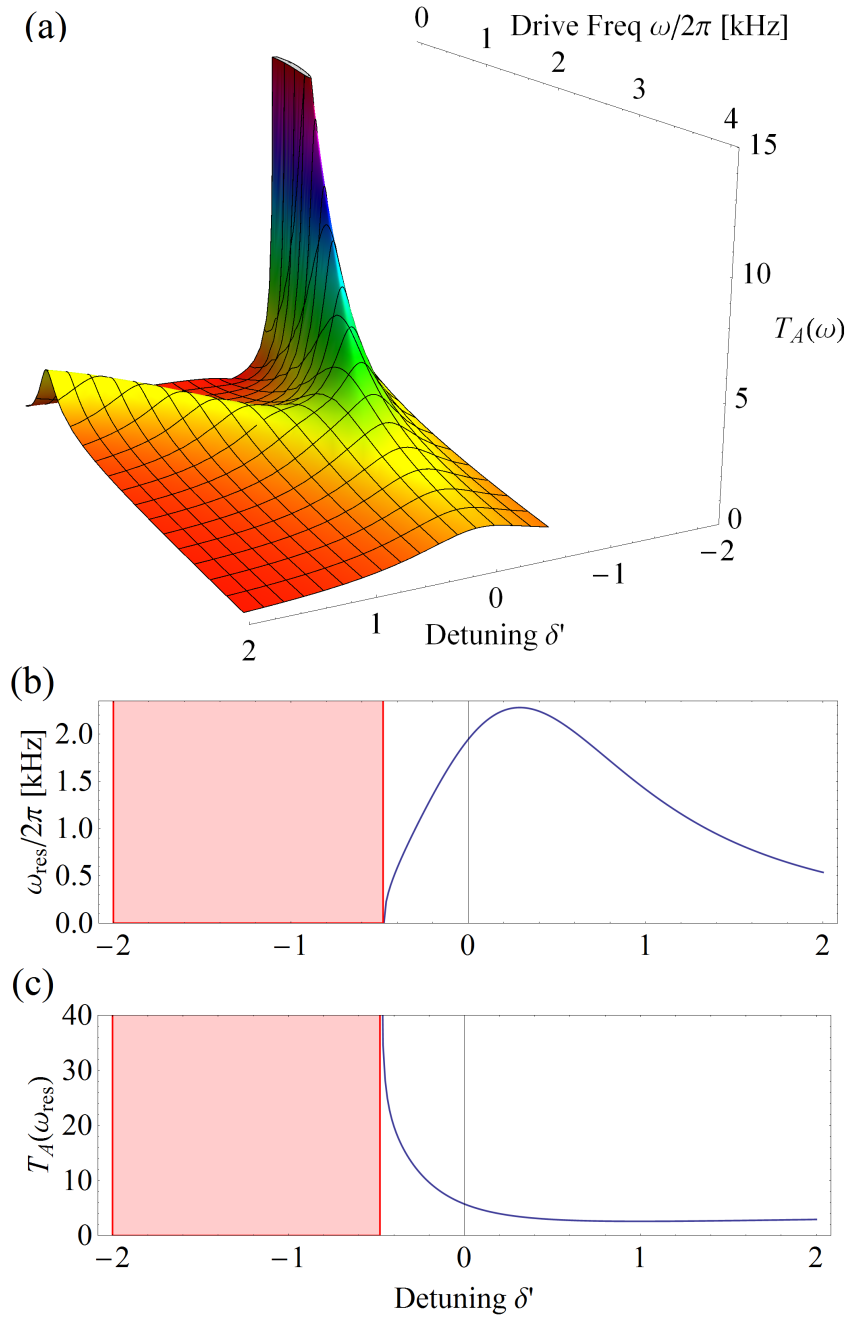 (a)
Drive Freq ω/2π [kHz]
0
1
2
3
4
15
10
5
0
T_A(ω)
2
1
0
−1
−2
Detuning δ'
(b)
ω_res/2π [kHz]
2.0
1.5
1.0
0.5
0.0
−2 −1 0 1 2
(c)
T_A(ω_res)
40
30
20
10
0
−2 −1 0 1 2
Detuning δ'